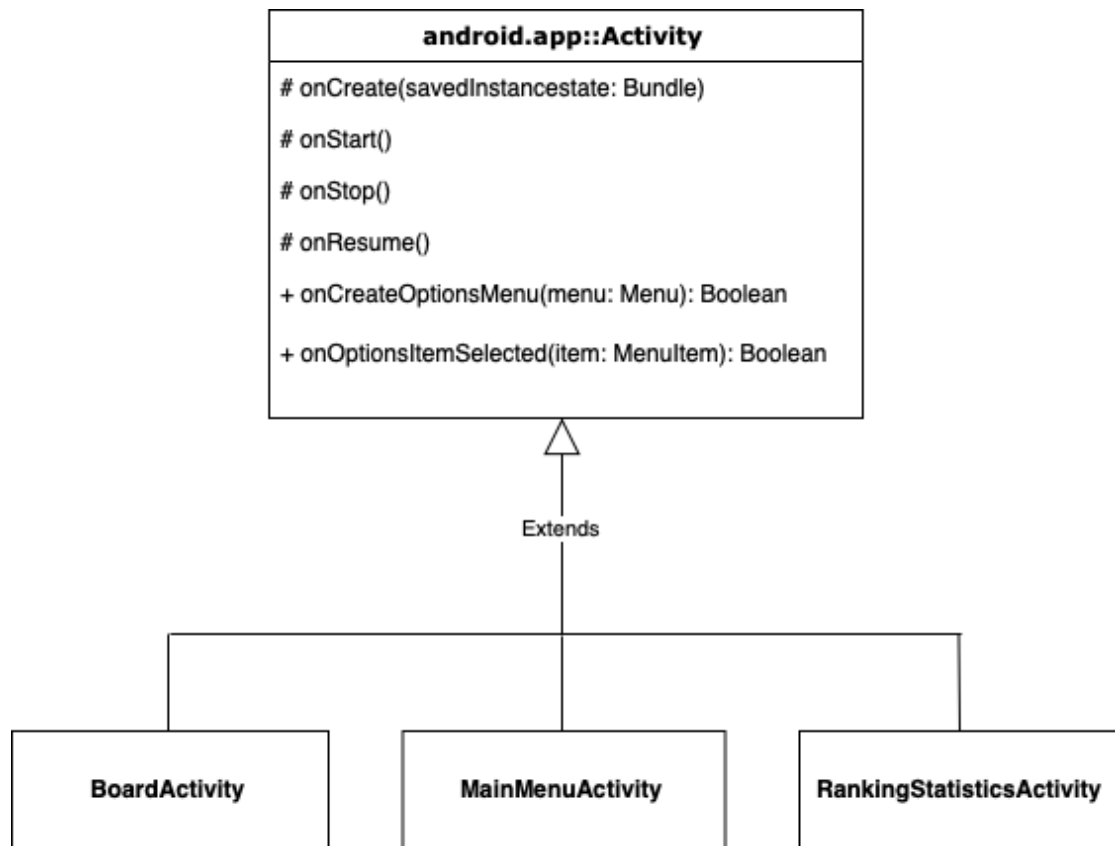 android.app::Activity
# onCreate(savedInstancestate: Bundle)
# onStart()
# onStop()
# onResume()
+ onCreateOptionsMenu(menu: Menu): Boolean
+ onOptionsItemSelected(item: MenuItem): Boolean
Extends
BoardActivity
MainMenuActivity
RankingStatisticsActivity